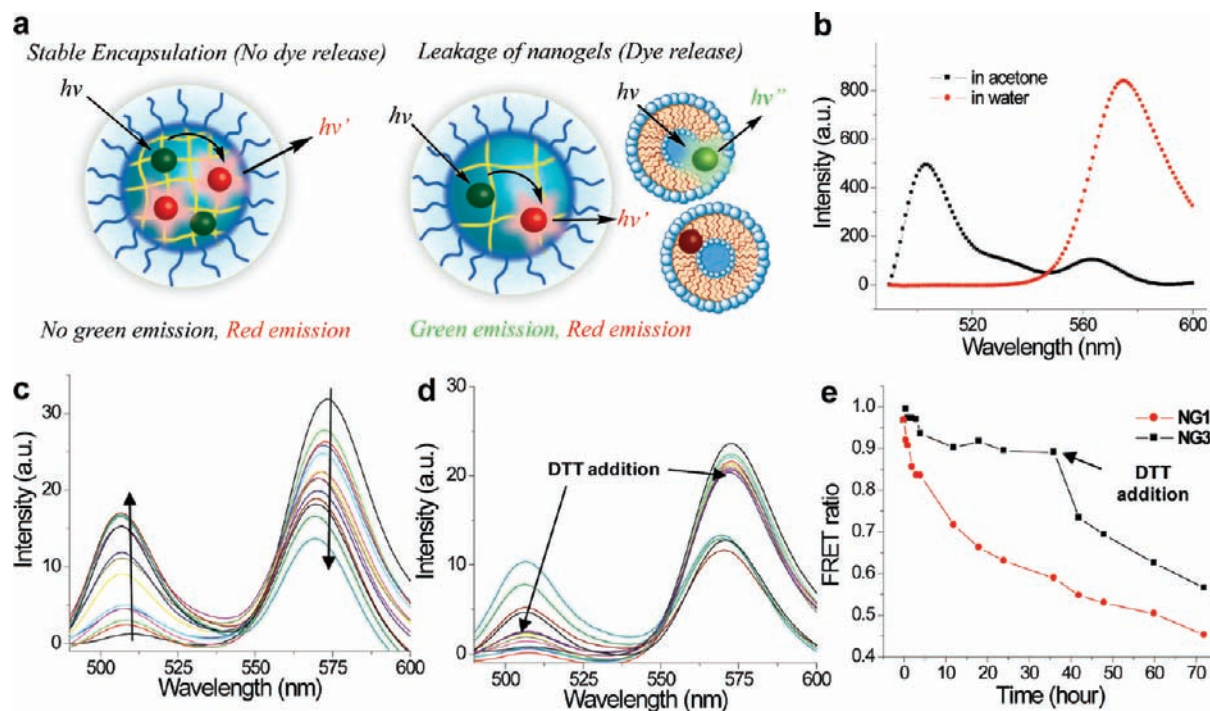 a
Stable Encapsulation (No dye release)
Leakage of nanogels (Dye release)
hν
hν'
hν
hν'
hν
hν''
No green emission, Red emission
Green emission, Red emission
b
in acetone
in water
Intensity (a.u.)
800
600
400
200
0
520
560
600
Wavelength (nm)
c
Intensity (a.u.)
30
20
10
0
500
525
550
575
600
Wavelength (nm)
d
DTT addition
Intensity (a.u.)
30
20
10
0
500
525
550
575
600
Wavelength (nm)
e
NG1
NG3
DTT
addition
FRET ratio
1.0
0.9
0.8
0.7
0.6
0.5
0.4
0 10 20 30 40 50 60 70
Time (hour)